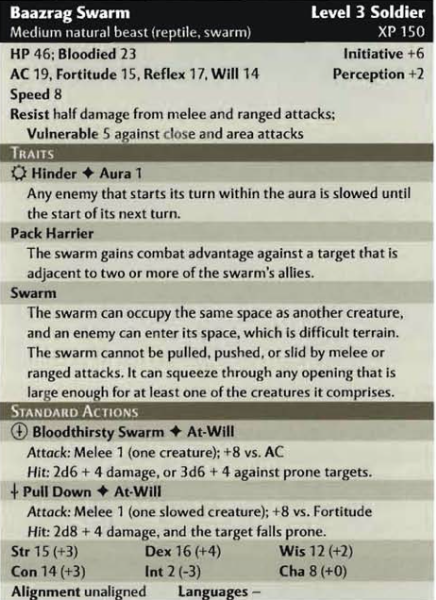 Baazrag Swarm Level 3 Soldier
Medium natural beast (reptile, swarm) XP 150
HP 46; Bloodied 23 Initiative +6
AC 19, Fortitude 15, Reflex 17, Will 14 Perception +2
Speed 8
Resist half damage from melee and ranged attacks;
Vulnerable 5 against close and area attacks
TRAITS
Hinder ✦ Aura 1
Any enemy that starts its turn within the aura is slowed until
the start of its next turn.
Pack Harrier
The swarm gains combat advantage against a target that is
adjacent to two or more of the swarm's allies.
Swarm
The swarm can occupy the same space as another creature,
and an enemy can enter its space, which is difficult terrain.
The swarm cannot be pulled, pushed, or slid by melee or
ranged attacks. It can squeeze through any opening that is
large enough for at least one of the creatures it comprises.
STANDARD ACTIONS
Bloodthirsty Swarm ✦ At-Will
Attack: Melee 1 (one creature); +8 vs. AC
Hit: 2d6 + 4 damage, or 3d6 + 4 against prone targets.
Pull Down ✦ At-Will
Attack: Melee 1 (one slowed creature); +8 vs. Fortitude
Hit: 2d8 + 4 damage, and the target falls prone.
Str 15 (+3) Dex 16 (+4) Wis 12 (+2)
Con 14 (+3) Int 2 (-3) Cha 8 (+0)
Alignment unaligned Languages –